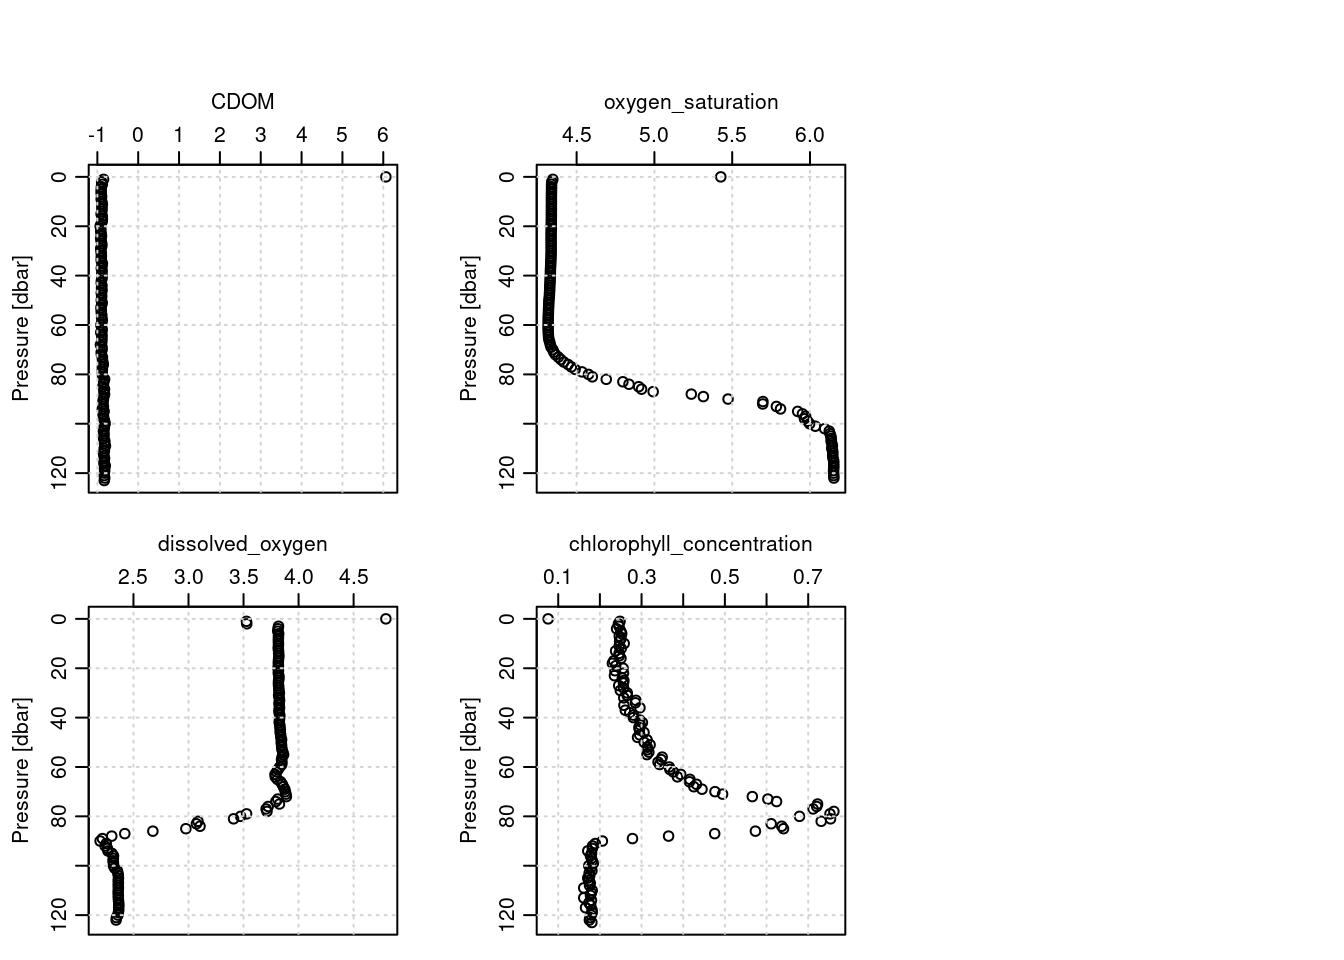 CDOM
-1 0 1 2 3 4 5 6
Pressure [dbar]
0 20 40 60 80 120
oxygen_saturation
4.5 5.0 5.5 6.0
Pressure [dbar]
0 20 40 60 80 120
dissolved_oxygen
2.5 3.0 3.5 4.0 4.5
Pressure [dbar]
0 20 40 60 80 120
chlorophyll_concentration
0.1 0.3 0.5 0.7
Pressure [dbar]
0 20 40 60 80 120